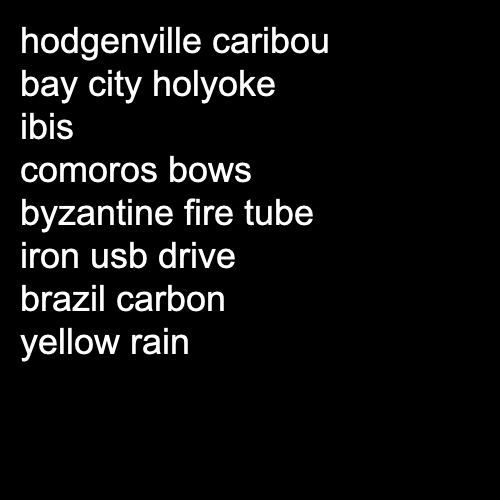 hodgenville caribou
bay city holyoke
ibis
comoros bows
byzantine fire tube
iron usb drive
brazil carbon
yellow rain